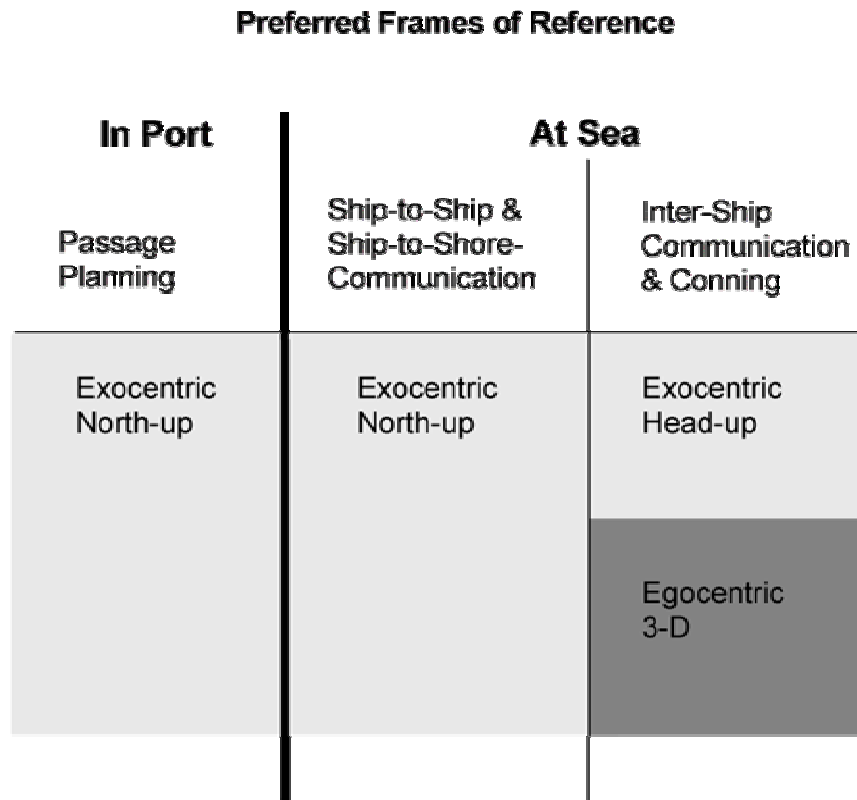 Preferred Frames of Reference
In Port
At Sea
Passage
Planning
Ship-to-Ship &
Ship-to-Shore-
Communication
Inter-Ship
Communication
& Conning
Exocentric
North-up
Exocentric
North-up
Exocentric
Head-up
Egocentric
3-D